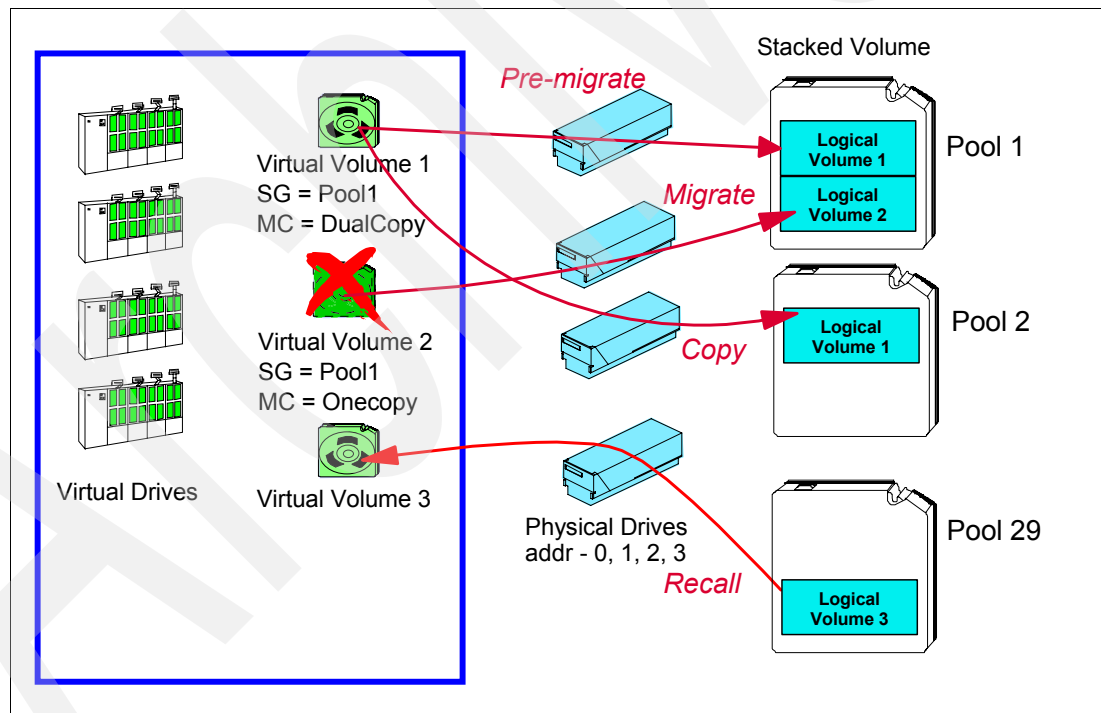 Stacked Volume
Pre-migrate
Logical
Volume 1
Pool 1
Virtual Volume 1
SG = Pool1
MC = DualCopy
Migrate
Logical
Volume 2
Virtual Volume 2
SG = Pool1
MC = Onecopy
Copy
Logical
Volume 1
Pool 2
Virtual Drives
Virtual Volume 3
Physical Drives
addr - 0, 1, 2, 3
Recall
Pool 29
Logical
Volume 3